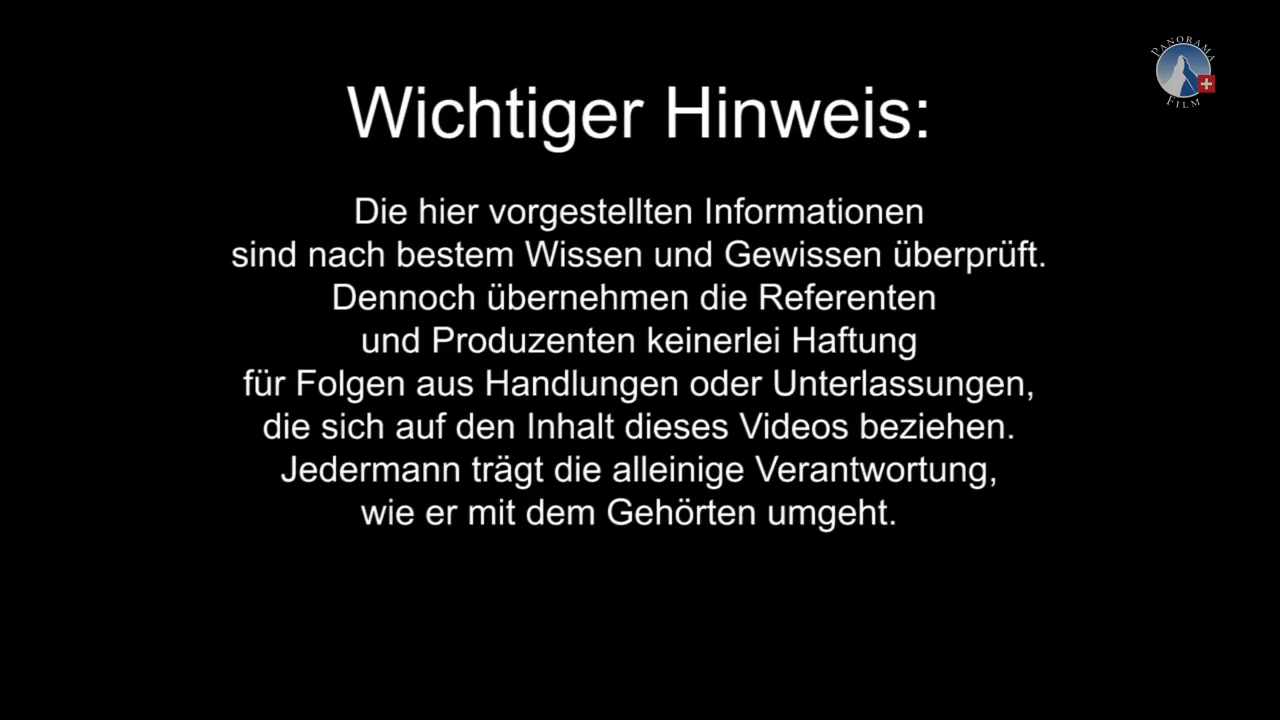 PANORAMA
FILM
Wichtiger Hinweis:
Die hier vorgestellten Informationen
sind nach bestem Wissen und Gewissen überprüft.
Dennoch übernehmen die Referenten
und Produzenten keinerlei Haftung
für Folgen aus Handlungen oder Unterlassungen,
die sich auf den Inhalt dieses Videos beziehen.
Jedermann trägt die alleinige Verantwortung,
wie er mit dem Gehörten umgeht.